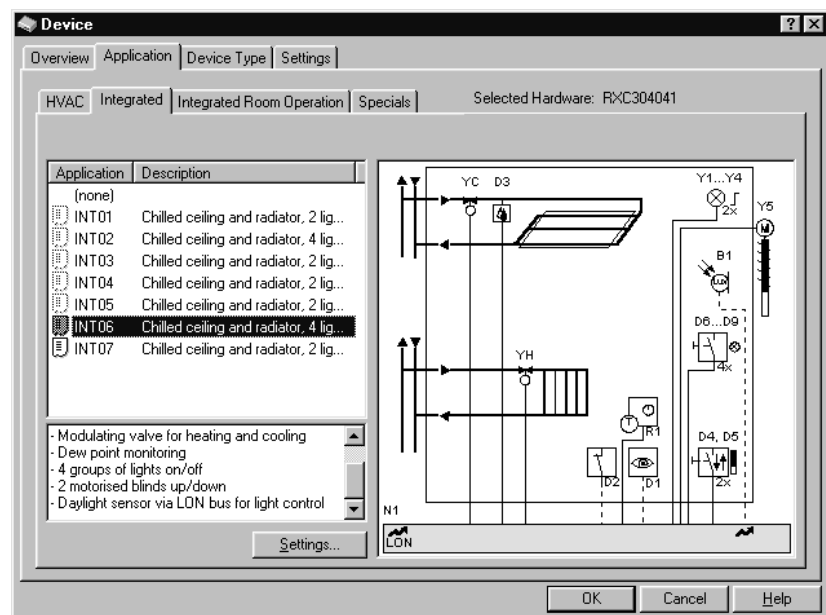 Device
Overview Application Device Type Settings
HVAC Integrated Integrated Room Operation Specials Selected Hardware: RXC304041
Application Description
(none)
INT01 Chilled ceiling and radiator, 2 lig...
INT02 Chilled ceiling and radiator, 4 lig...
INT03 Chilled ceiling and radiator, 2 lig...
INT04 Chilled ceiling and radiator, 2 lig...
INT05 Chilled ceiling and radiator, 2 lig...
INT06 Chilled ceiling and radiator, 4 lig...
INT07 Chilled ceiling and radiator, 2 lig...
- Modulating valve for heating and cooling
- Dew point monitoring
- 4 groups of lights on/off
- 2 motorised blinds up/down
- Daylight sensor via LON bus for light control
Settings...
YC D3 Y1...Y4
2x Y5
M
B1
Lux
D6...D9
4x
YH
T R1
D4, D5
D2 D1 2x
N1
LON
OK Cancel Help